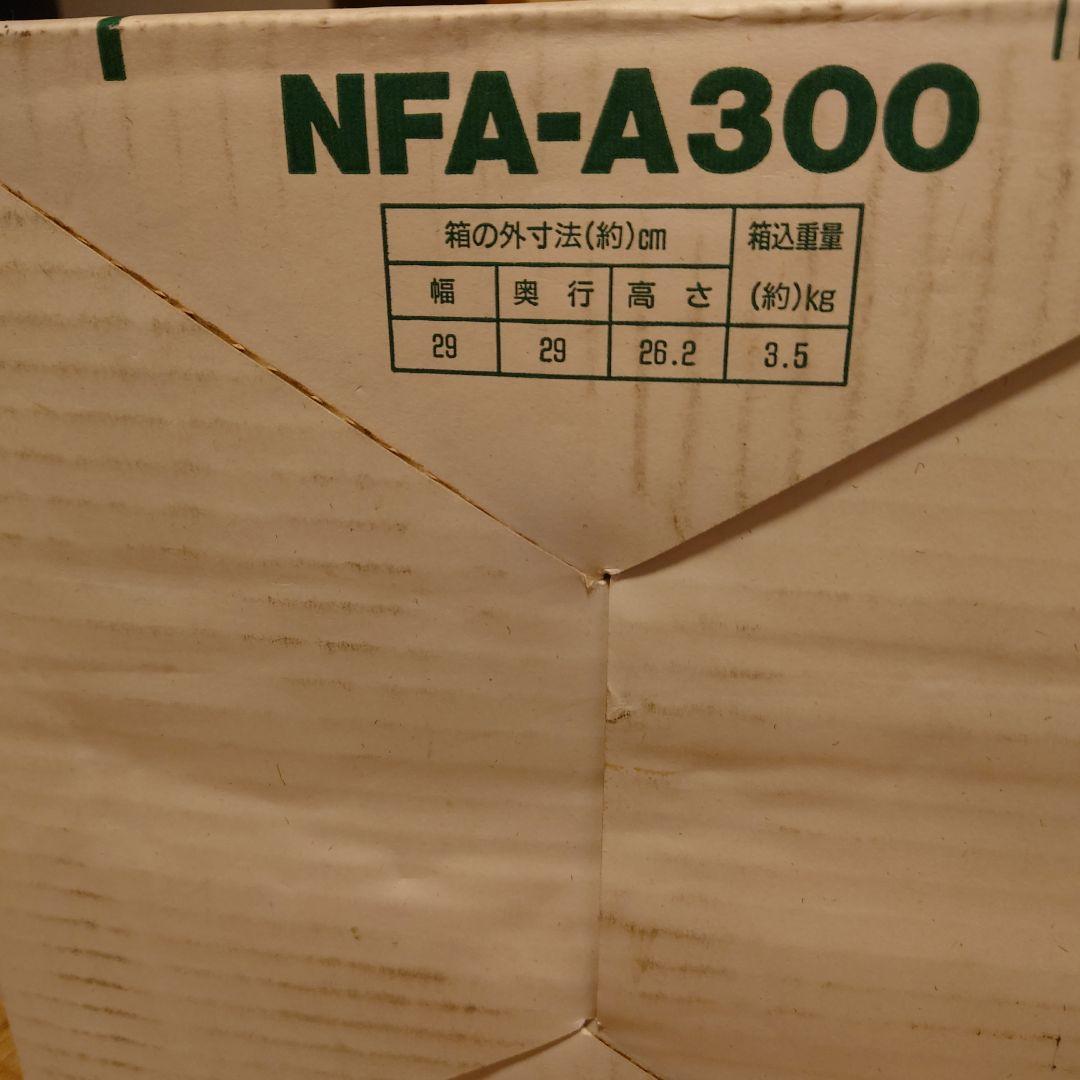 NFA-A300
箱の外寸法(約)cm 箱込重量
幅 奥行 高さ (約)kg
29 29 26.2 3.5